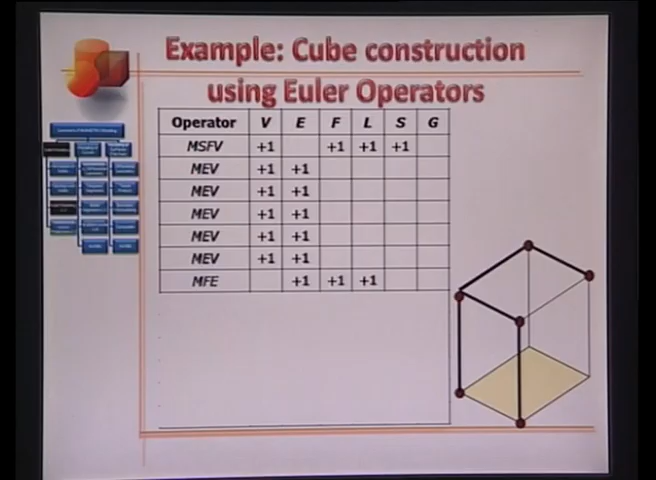 Example: Cube construction
using Euler Operators
Operator V E F L S G
MSFV +1 +1 +1 +1
MEV +1 +1
MEV +1 +1
MEV +1 +1
MEV +1 +1
MEV +1 +1
MFE +1 +1 +1